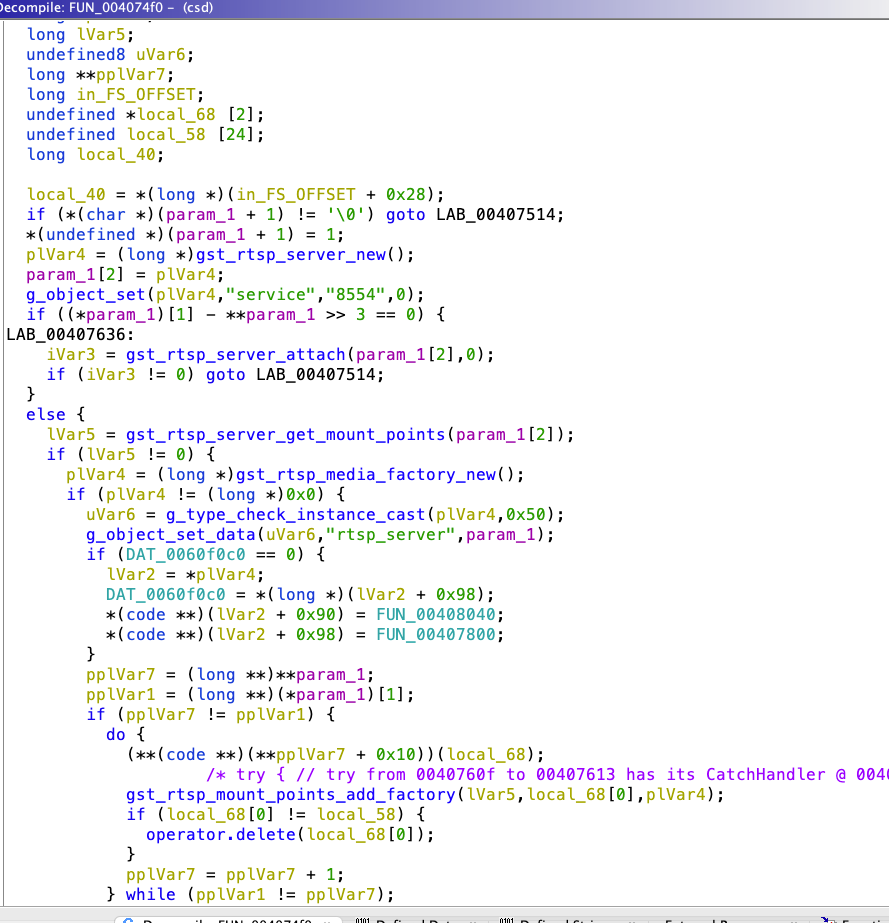 Decompile: FUN_004074f0 – (csd)
long lVar5;
undefined8 uVar6;
long **pplVar7;
long in_FS_OFFSET;
undefined *local_68 [2];
undefined local_58 [24];
long local_40;
local_40 = *(long *)(in_FS_OFFSET + 0x28);
if (*(char *)(param_1 + 1) != '\0') goto LAB_00407514;
*(undefined *)(param_1 + 1) = 1;
plVar4 = (long *)gst_rtsp_server_new();
param_1[2] = plVar4;
g_object_set(plVar4,"service","8554",0);
if ((*param_1)[1] - **param_1 >> 3 == 0) {
LAB_00407636:
iVar3 = gst_rtsp_server_attach(param_1[2],0);
if (iVar3 != 0) goto LAB_00407514;
}
else {
lVar5 = gst_rtsp_server_get_mount_points(param_1[2]);
if (lVar5 != 0) {
plVar4 = (long *)gst_rtsp_media_factory_new();
if (plVar4 != (long *)0x0) {
uVar6 = g_type_check_instance_cast(plVar4,0x50);
g_object_set_data(uVar6,"rtsp_server",param_1);
if (DAT_0060f0c0 == 0) {
lVar2 = *plVar4;
DAT_0060f0c0 = *(long *)(lVar2 + 0x98);
*(code **)(lVar2 + 0x90) = FUN_00408040;
*(code **)(lVar2 + 0x98) = FUN_00407800;
}
pplVar7 = (long **)**param_1;
pplVar1 = (long **)(*param_1)[1];
if (pplVar7 != pplVar1) {
do {
(**(code **)(**pplVar7 + 0x10))(local_68);
/* try { // try from 0040760f to 00407613 has its CatchHandler @ 0040
gst_rtsp_mount_points_add_factory(lVar5,local_68[0],plVar4);
if (local_68[0] != local_58) {
operator.delete(local_68[0]);
}
pplVar7 = pplVar7 + 1;
} while (pplVar1 != pplVar7);